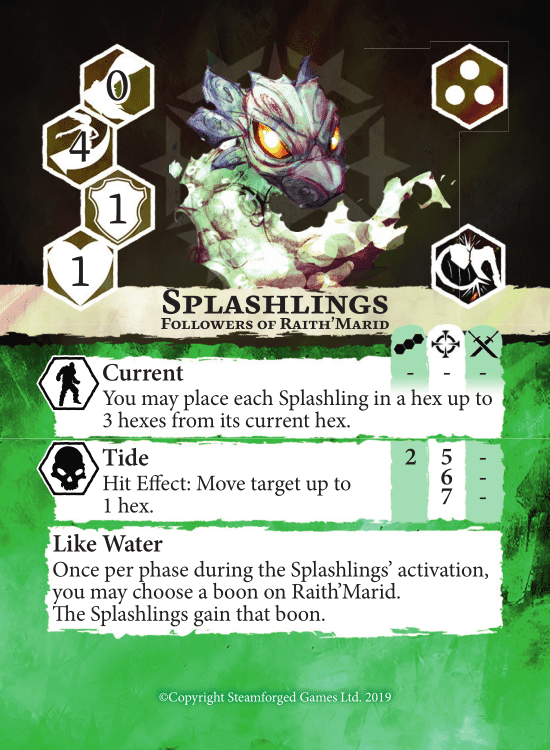 0
4
1
1
SPLASHLINGS
FOLLOWERS OF RAITH'MARID
Current - - -
You may place each Splashling in a hex up to
3 hexes from its current hex.
Tide 2 5 -
Hit Effect: Move target up to 6 -
1 hex. 7 -
Like Water
Once per phase during the Splashlings' activation,
you may choose a boon on Raith'Marid.
The Splashlings gain that boon.
©Copyright Steamforged Games Ltd. 2019